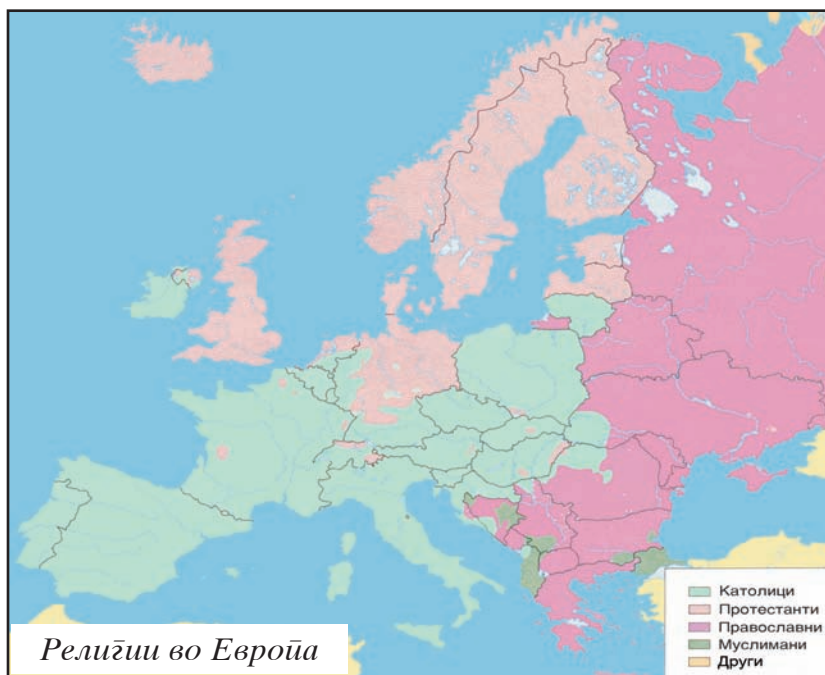 Католици
Протестанти
Православни
Муслимани
Други
Религии во Европа